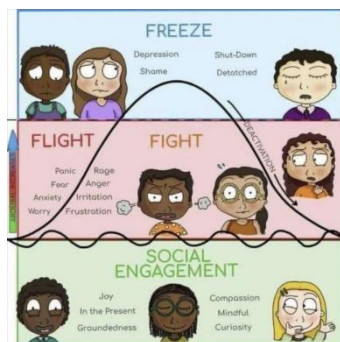 FREEZE
Depression
Shut-Down
Shame
Detatched
DEACTIVATION
FLIGHT
FIGHT
Panic
Rage
Fear
Anger
Anxiety
Irritation
Worry
Frustration
SOCIAL
ENGAGEMENT
Joy
Compassion
In the Present
Mindful
Groundedness
Curiosity